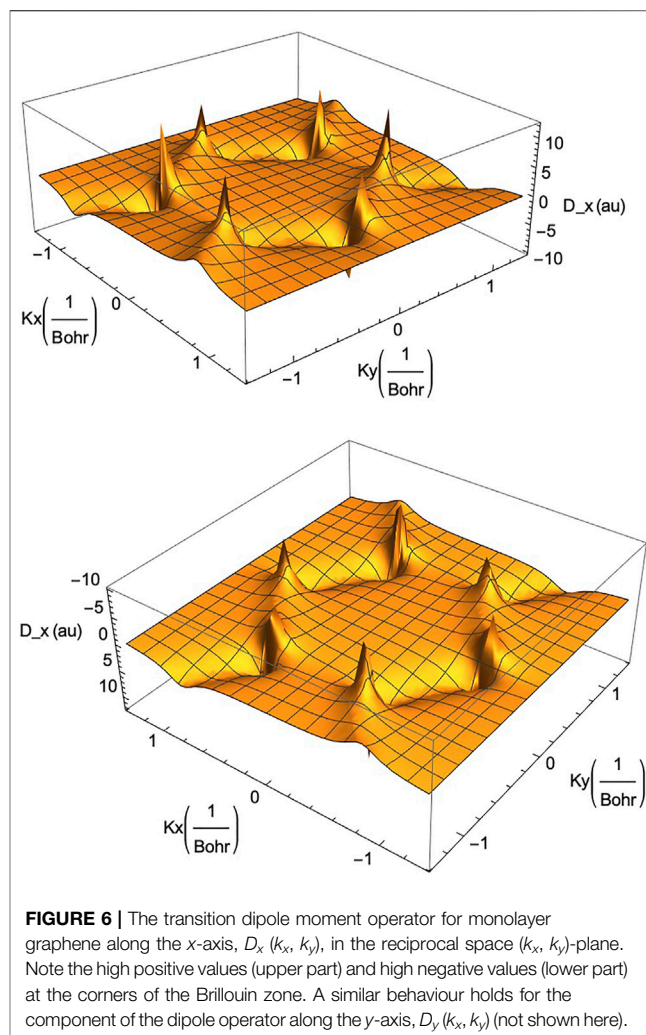 10
5
0
-5
-10
D_x (au)
-1
0
1
Kx(1/Bohr)
-1
0
1
Ky(1/Bohr)
-10
-5
0
5
10
D_x (au)
1
0
-1
Kx(1/Bohr)
1
0
-1
Ky(1/Bohr)
FIGURE 6 | The transition dipole moment operator for monolayer
graphene along the x-axis, Dₓ (kₓ, k_y), in the reciprocal space (kₓ, k_y)-plane.
Note the high positive values (upper part) and high negative values (lower part)
at the corners of the Brillouin zone. A similar behaviour holds for the
component of the dipole operator along the y-axis, D_y (kₓ, k_y) (not shown here).